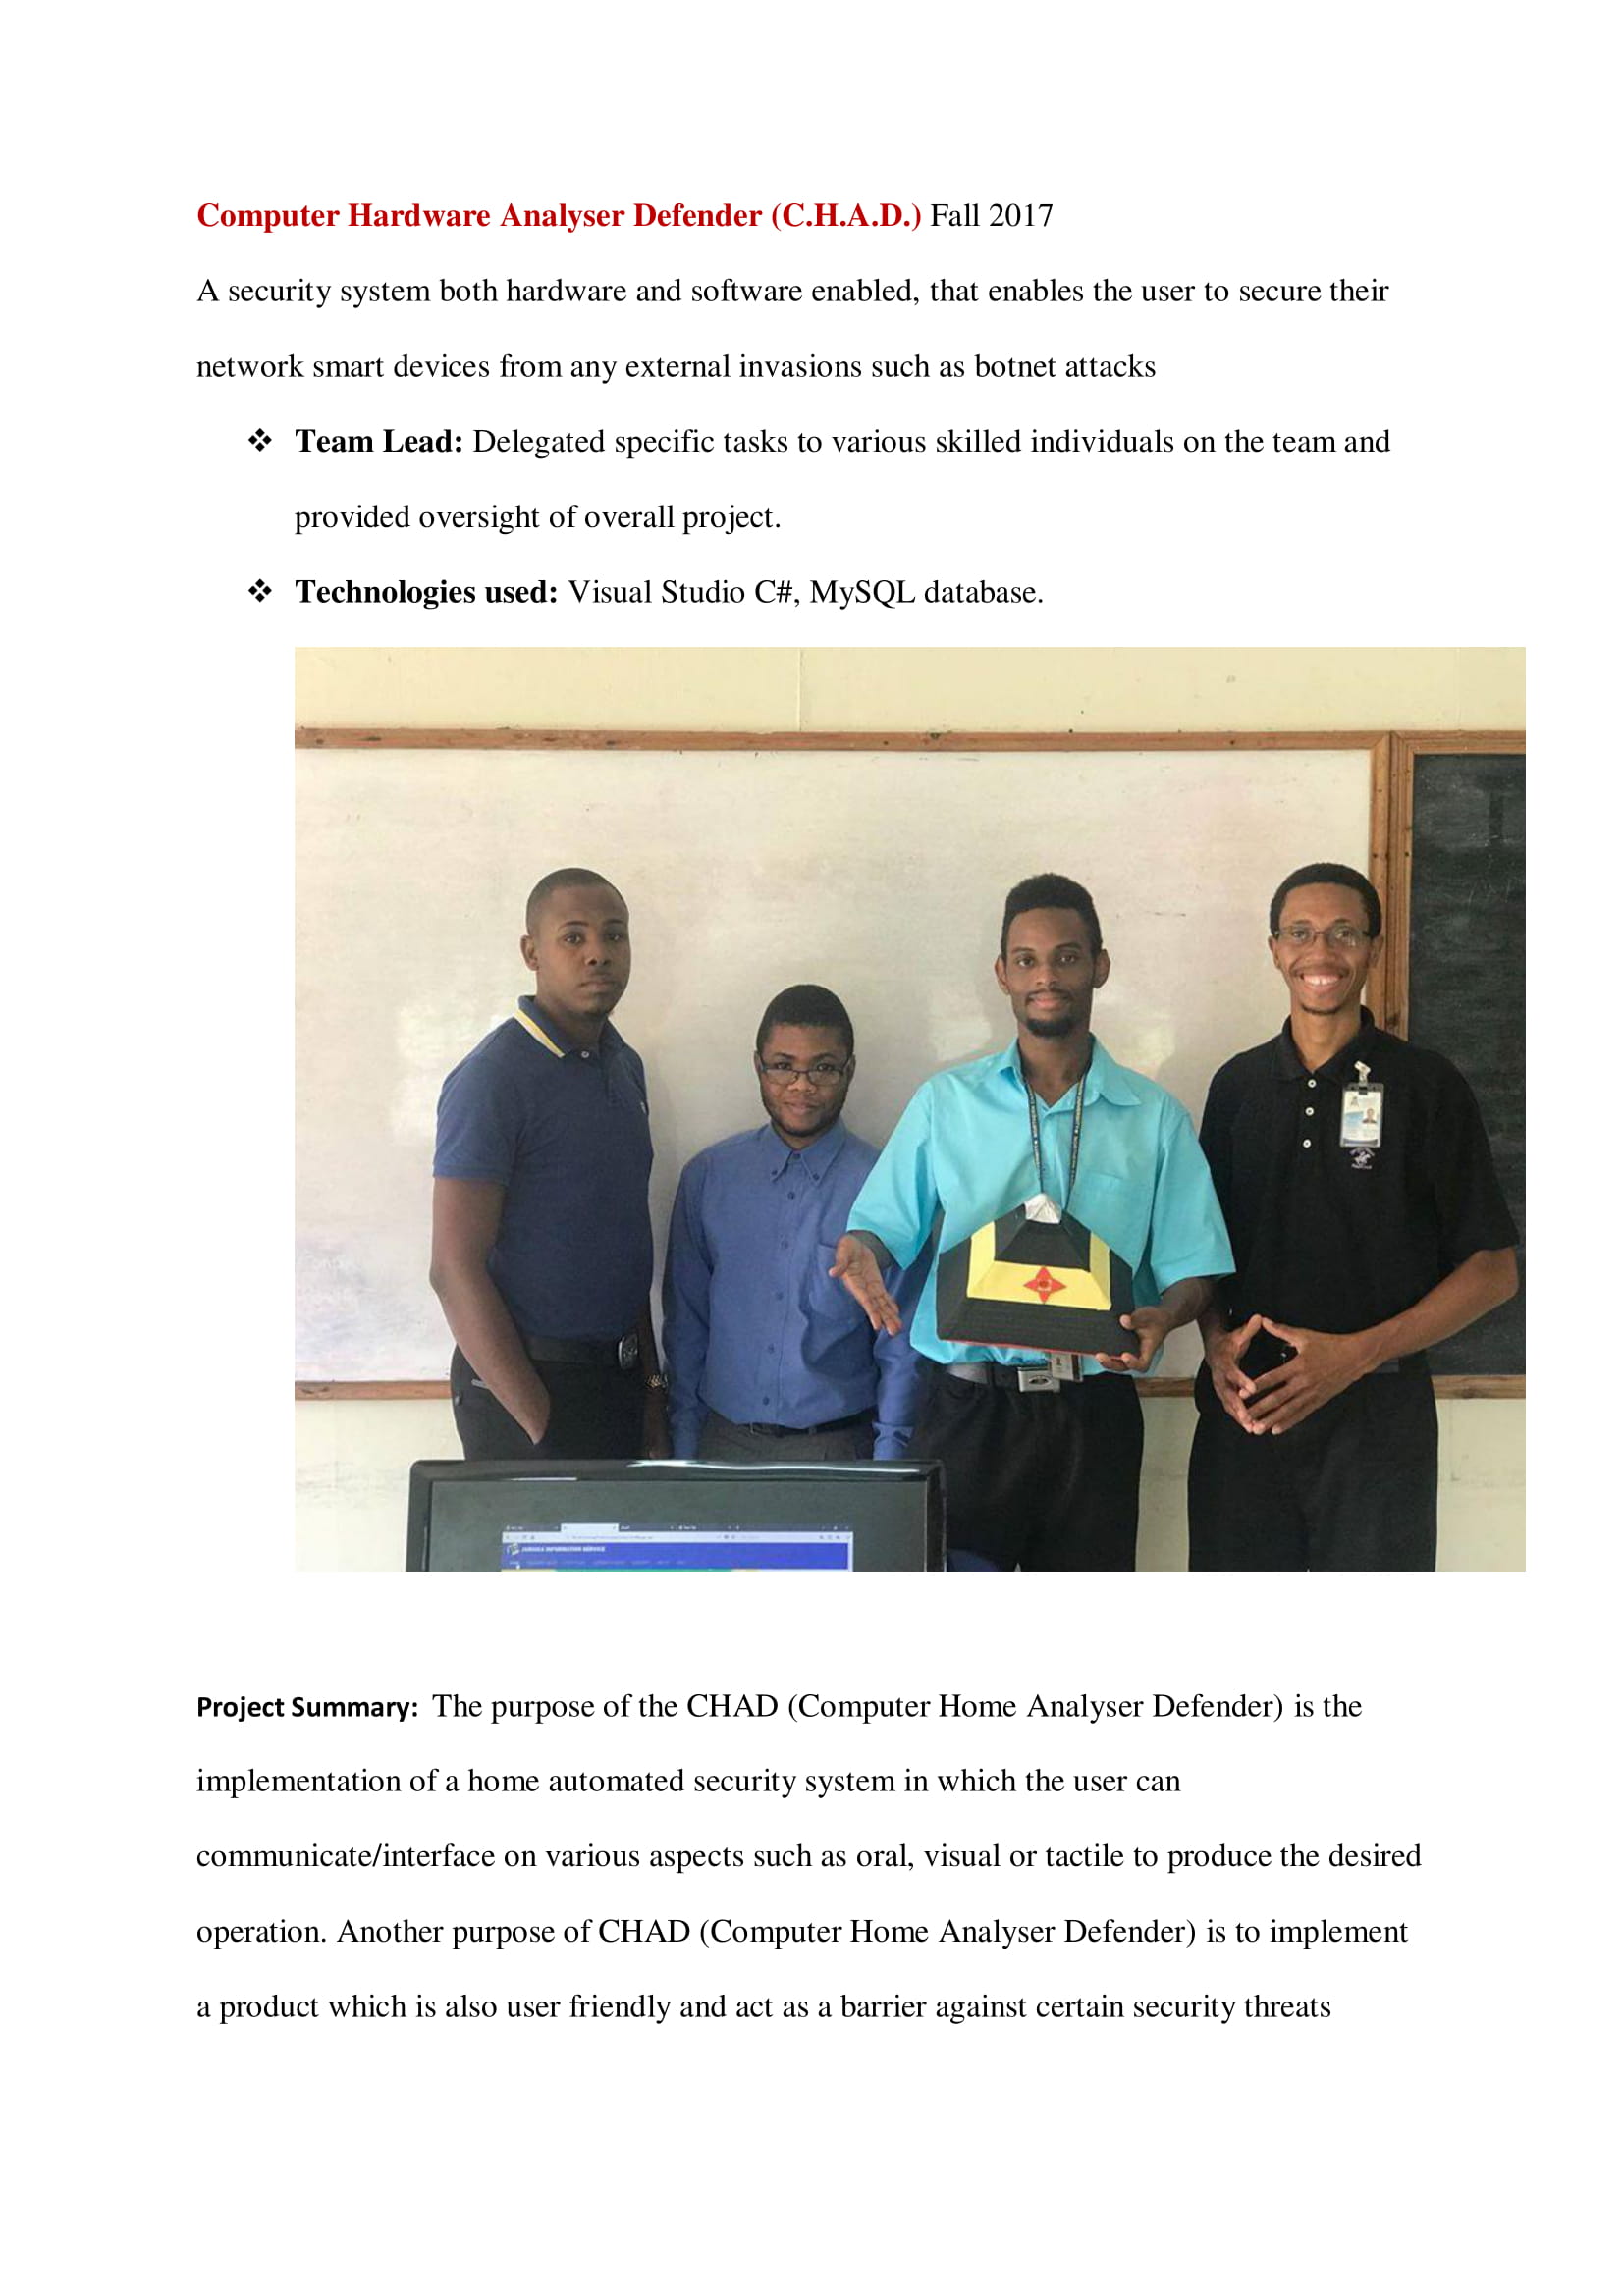 Computer Hardware Analyser Defender (C.H.A.D.) Fall 2017
A security system both hardware and software enabled, that enables the user to secure their
network smart devices from any external invasions such as botnet attacks
❖ Team Lead: Delegated specific tasks to various skilled individuals on the team and
provided oversight of overall project.
❖ Technologies used: Visual Studio C#, MySQL database.
JAMAICA INFORMATION SERVICE
Project Summary: The purpose of the CHAD (Computer Home Analyser Defender) is the
implementation of a home automated security system in which the user can
communicate/interface on various aspects such as oral, visual or tactile to produce the desired
operation. Another purpose of CHAD (Computer Home Analyser Defender) is to implement
a product which is also user friendly and act as a barrier against certain security threats